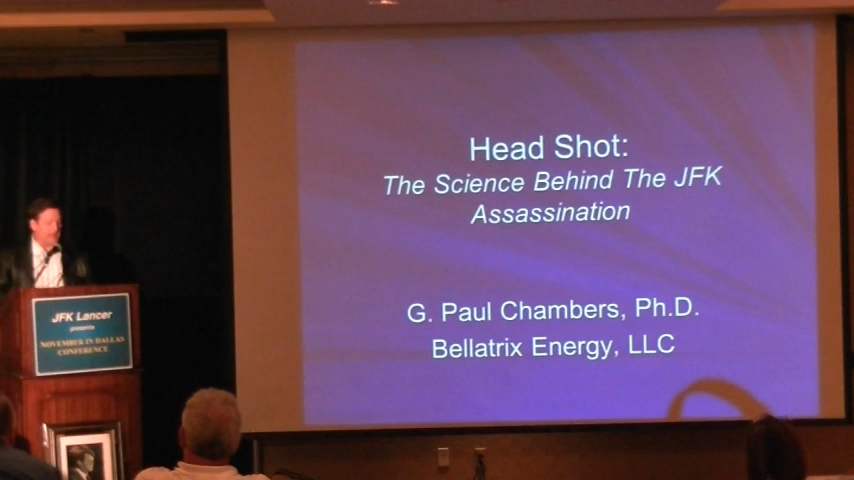 Head Shot:
The Science Behind The JFK
Assassination
G. Paul Chambers, Ph.D.
Bellatrix Energy, LLC
JFK Lancer
presents
NOVEMBER IN DALLAS
CONFERENCE